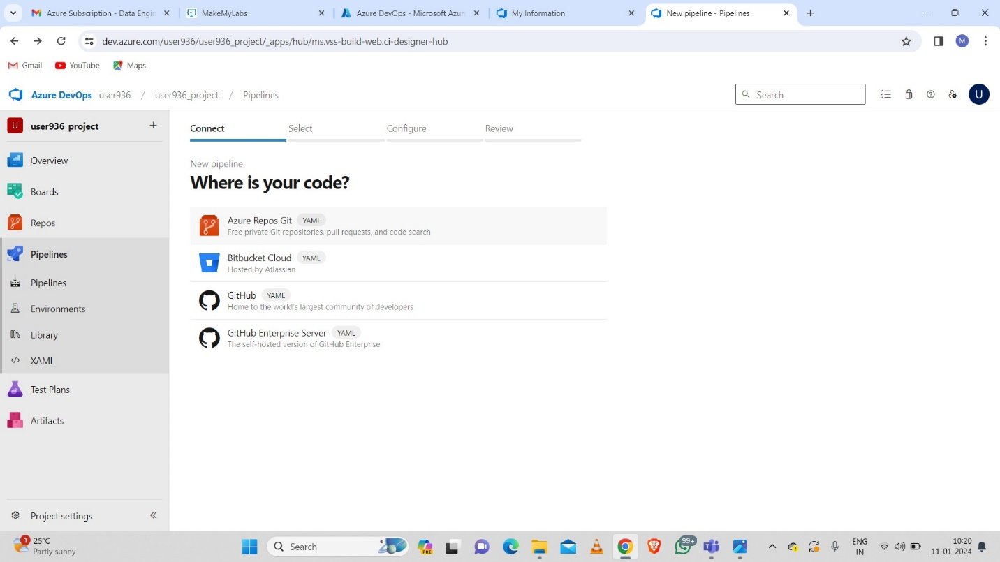 Azure Subscription - Data Engin
MakeMyLabs
Azure DevOps - Microsoft Azur
My Information
New pipeline - Pipelines
dev.azure.com/user936/user936_project/_apps/hub/ms.vss-build-web.ci-designer-hub
M
Gmail
YouTube
Maps
Azure DevOps user936 / user936_project / Pipelines
Search
U
U user936_project +
Overview
Boards
Repos
Pipelines
Pipelines
Environments
Library
XAML
Test Plans
Artifacts
Project settings
Connect Select Configure Review
New pipeline
Where is your code?
Azure Repos Git YAML
Free private Git repositories, pull requests, and code search
Bitbucket Cloud YAML
Hosted by Atlassian
GitHub YAML
Home to the world's largest community of developers
GitHub Enterprise Server YAML
The self-hosted version of GitHub Enterprise
1
25°C
Partly sunny
Search
PRE
99+
ENG
IN
10:20
11-01-2024